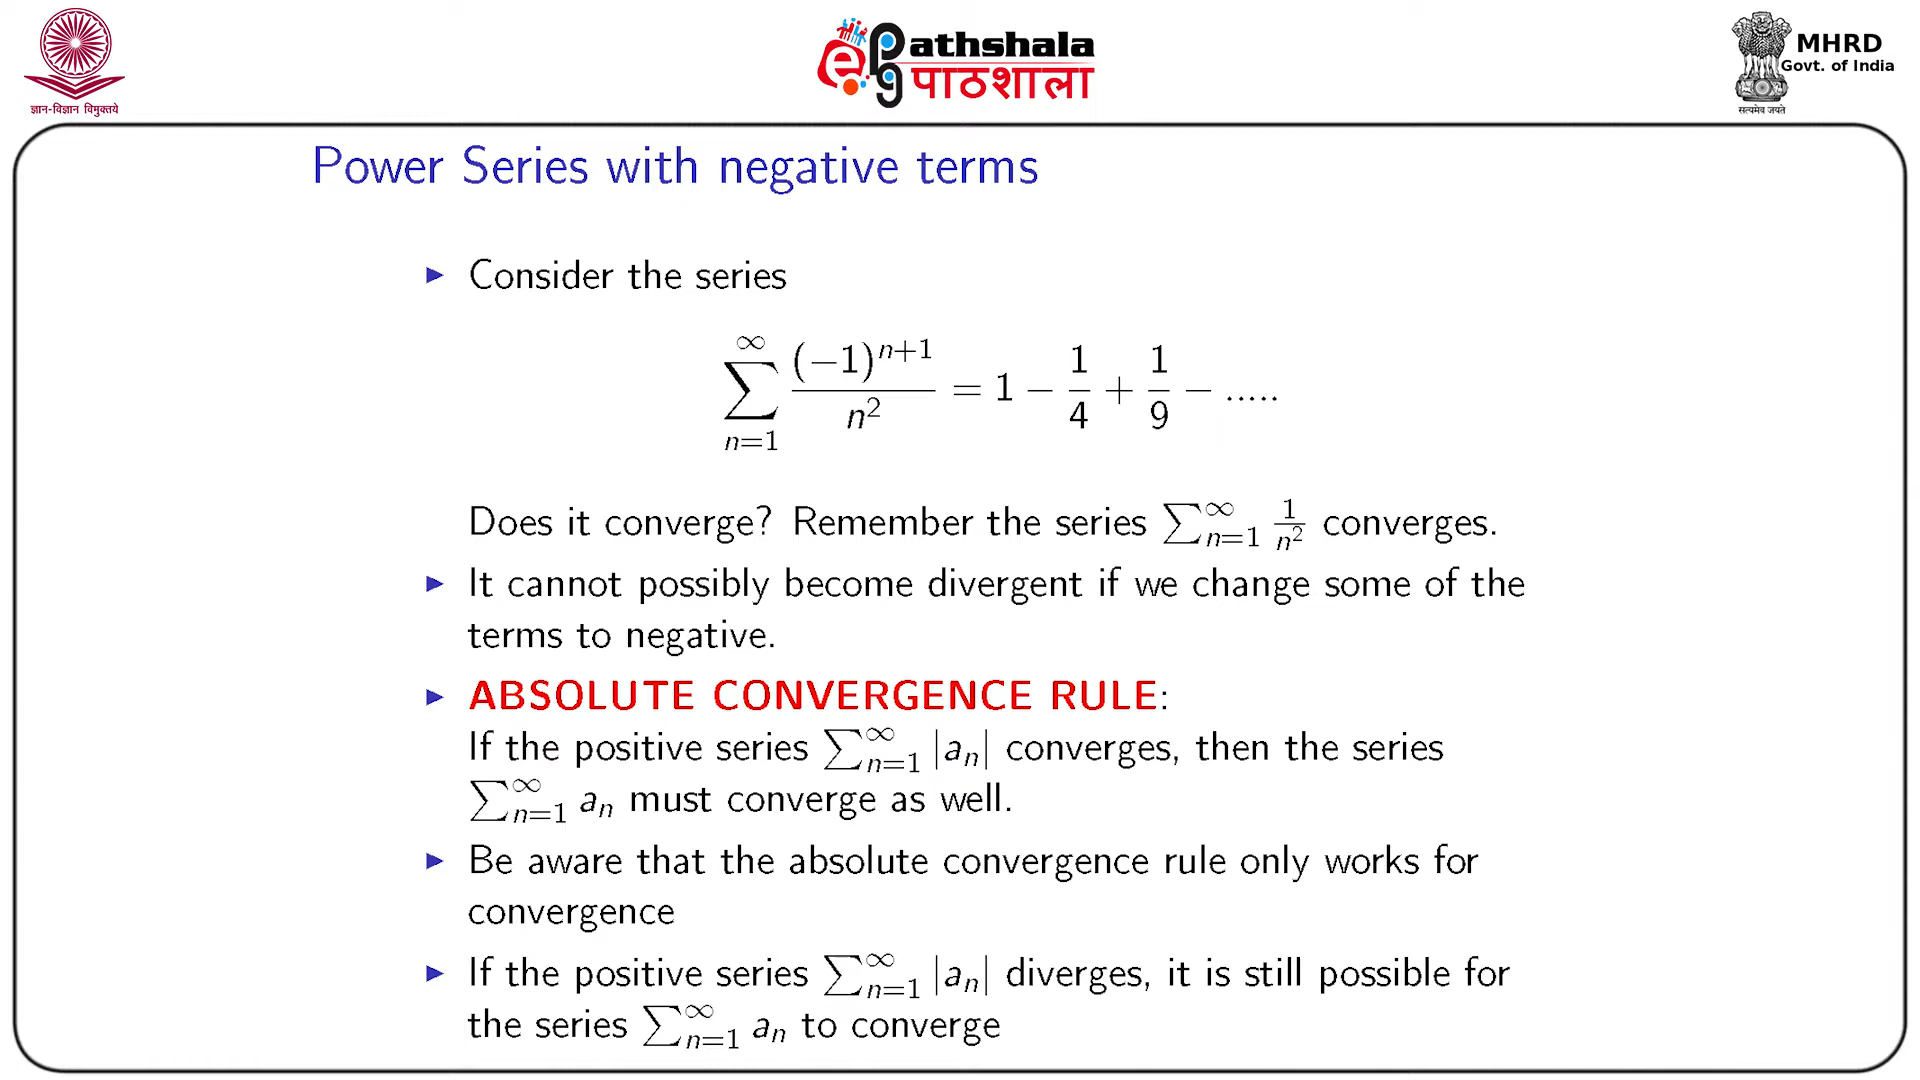 ज्ञान-विज्ञान विमुक्तये
ePG Pathshala
पाठशाला
MHRD
Govt. of India
सत्यमेव जयते
Power Series with negative terms
▶ Consider the series
∑_{n=1}^{∞} (−1)^{n+1}/n² = 1 − 1/4 + 1/9 − .....
Does it converge? Remember the series ∑_{n=1}^{∞} 1/n² converges.
▶ It cannot possibly become divergent if we change some of the
terms to negative.
▶ ABSOLUTE CONVERGENCE RULE:
If the positive series ∑_{n=1}^{∞} |aₙ| converges, then the series
∑_{n=1}^{∞} aₙ must converge as well.
▶ Be aware that the absolute convergence rule only works for
convergence
▶ If the positive series ∑_{n=1}^{∞} |aₙ| diverges, it is still possible for
the series ∑_{n=1}^{∞} aₙ to converge